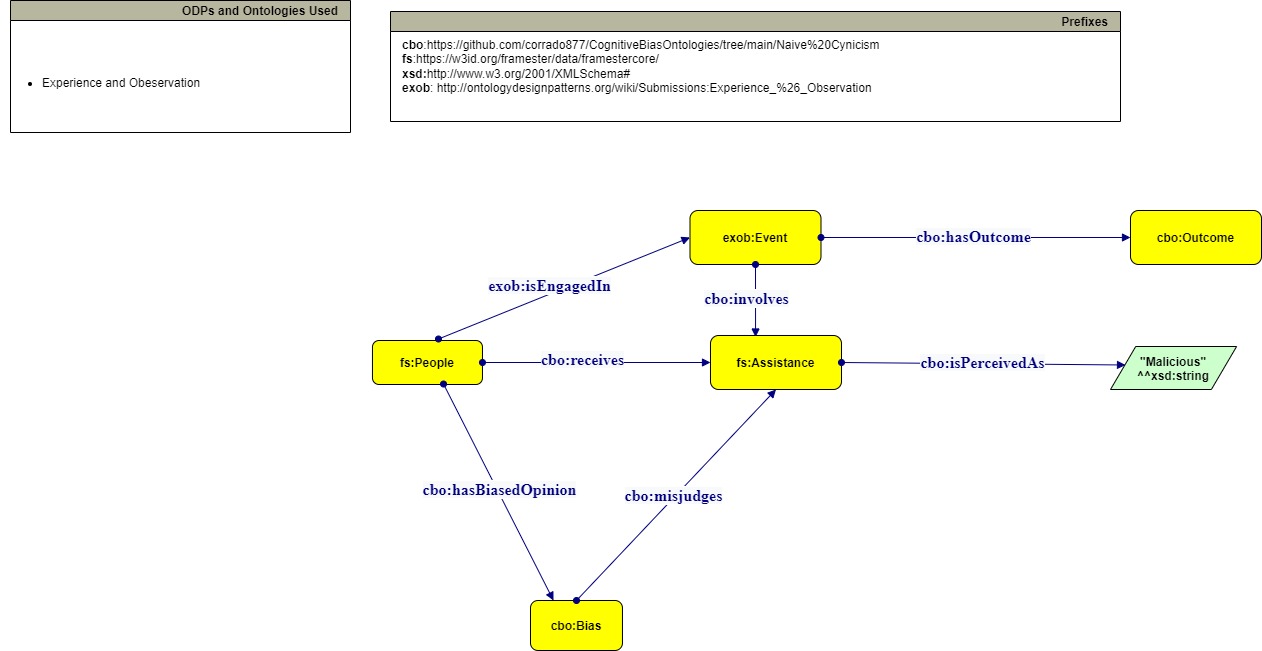 ODPs and Ontologies Used
Experience and Obeservation
Prefixes
cbo:https://github.com/corrado877/CognitiveBiasOntologies/tree/main/Naive%20Cynicism
fs:https://w3id.org/framester/data/framestercore/
xsd:http://www.w3.org/2001/XMLSchema#
exob: http://ontologydesignpatterns.org/wiki/Submissions:Experience_%26_Observation
exob:Event
cbo:hasOutcome
cbo:Outcome
exob:isEngagedIn
cbo:involves
fs:People
cbo:receives
fs:Assistance
cbo:isPerceivedAs
"Malicious"
^^xsd:string
cbo:hasBiasedOpinion
cbo:misjudges
cbo:Bias